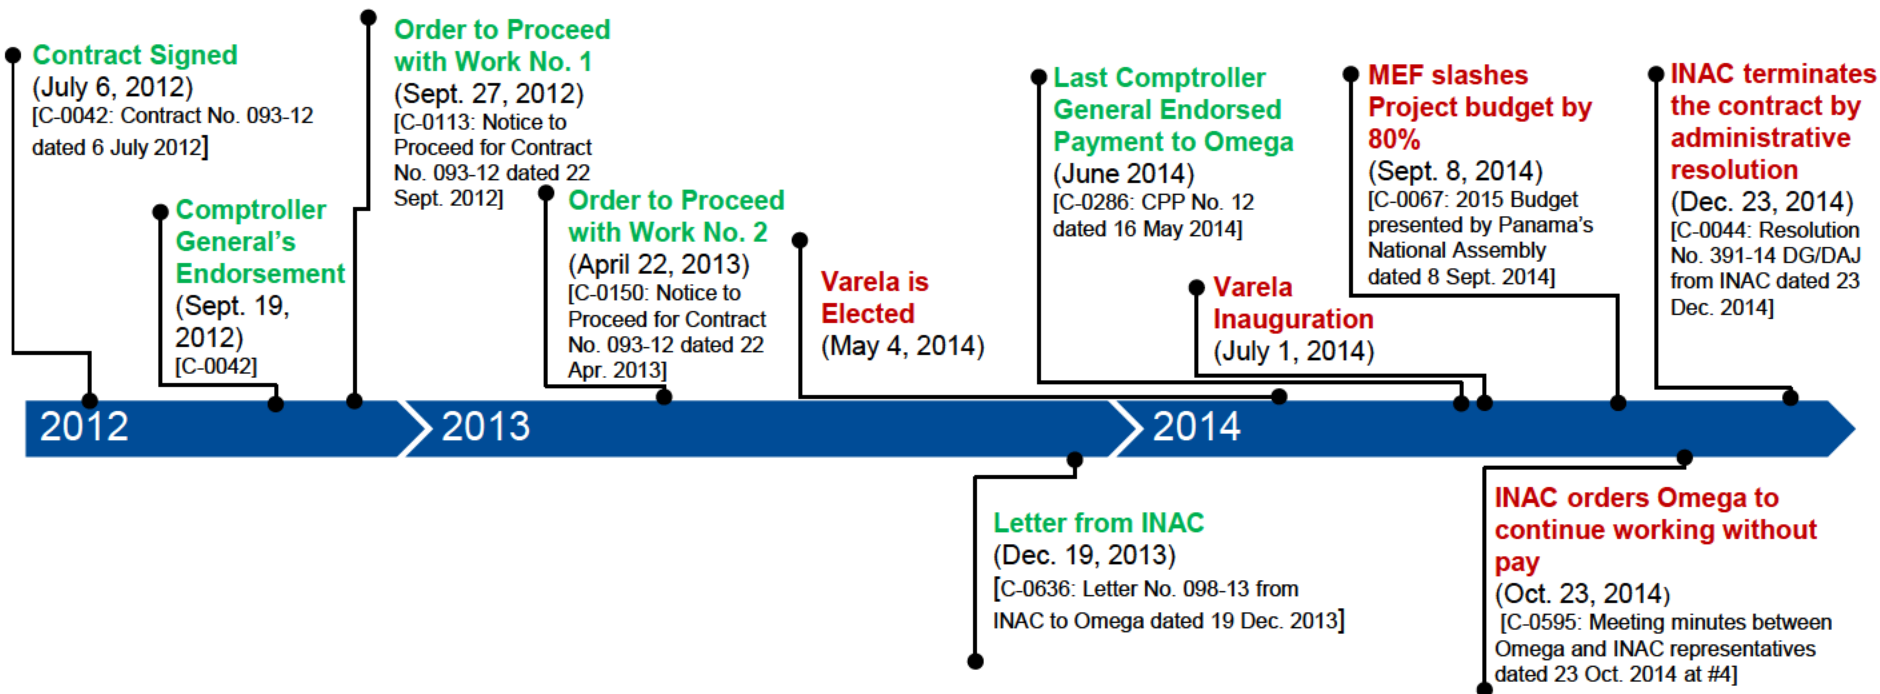 Contract Signed
(July 6, 2012)
[C-0042: Contract No. 093-12
dated 6 July 2012]
Comptroller
General's
Endorsement
(Sept. 19,
2012)
[C-0042]
Order to Proceed
with Work No. 1
(Sept. 27, 2012)
[C-0113: Notice to
Proceed for Contract
No. 093-12 dated 22
Sept. 2012]
Order to Proceed
with Work No. 2
(April 22, 2013)
[C-0150: Notice to
Proceed for Contract
No. 093-12 dated 22
Apr. 2013]
Varela is
Elected
(May 4, 2014)
Last Comptroller
General Endorsed
Payment to Omega
(June 2014)
[C-0286: CPP No. 12
dated 16 May 2014]
Varela
Inauguration
(July 1, 2014)
MEF slashes
Project budget by
80%
(Sept. 8, 2014)
[C-0067: 2015 Budget
presented by Panama's
National Assembly
dated 8 Sept. 2014]
INAC terminates
the contract by
administrative
resolution
(Dec. 23, 2014)
[C-0044: Resolution
No. 391-14 DG/DAJ
from INAC dated 23
Dec. 2014]
2012
2013
2014
Letter from INAC
(Dec. 19, 2013)
[C-0636: Letter No. 098-13 from
INAC to Omega dated 19 Dec. 2013]
INAC orders Omega to
continue working without
pay
(Oct. 23, 2014)
[C-0595: Meeting minutes between
Omega and INAC representatives
dated 23 Oct. 2014 at #4]